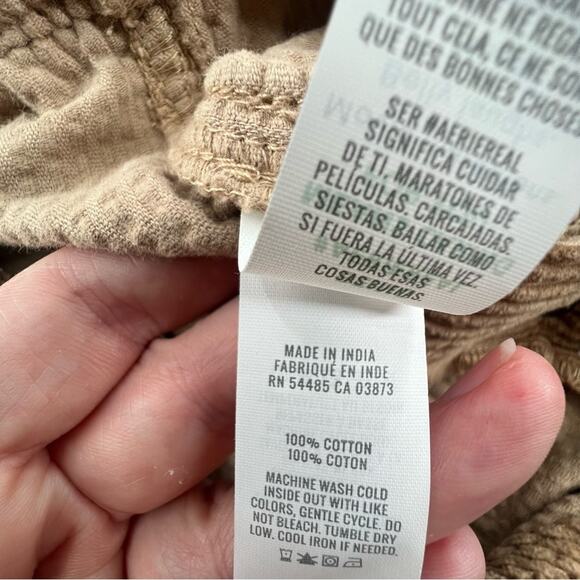 NE NE REGA
TOUT CELA, CE NE SO
QUE DES BONNES CHOSE
SER #AERIEREAL
SIGNIFICA CUIDAR
DE TI. MARATONES DE
PELÍCULAS. CARCAJADAS.
SIESTAS. BAILAR COMO
SI FUERA LA ÚLTIMA VEZ.
TODAS ESAS
COSAS BUENAS.
MADE IN INDIA
FABRIQUÉ EN INDE
RN 54485 CA 03873
100% COTTON
100% COTON
MACHINE WASH COLD
INSIDE OUT WITH LIKE
COLORS, GENTLE CYCLE. DO
NOT BLEACH. TUMBLE DRY
LOW. COOL IRON IF NEEDED.